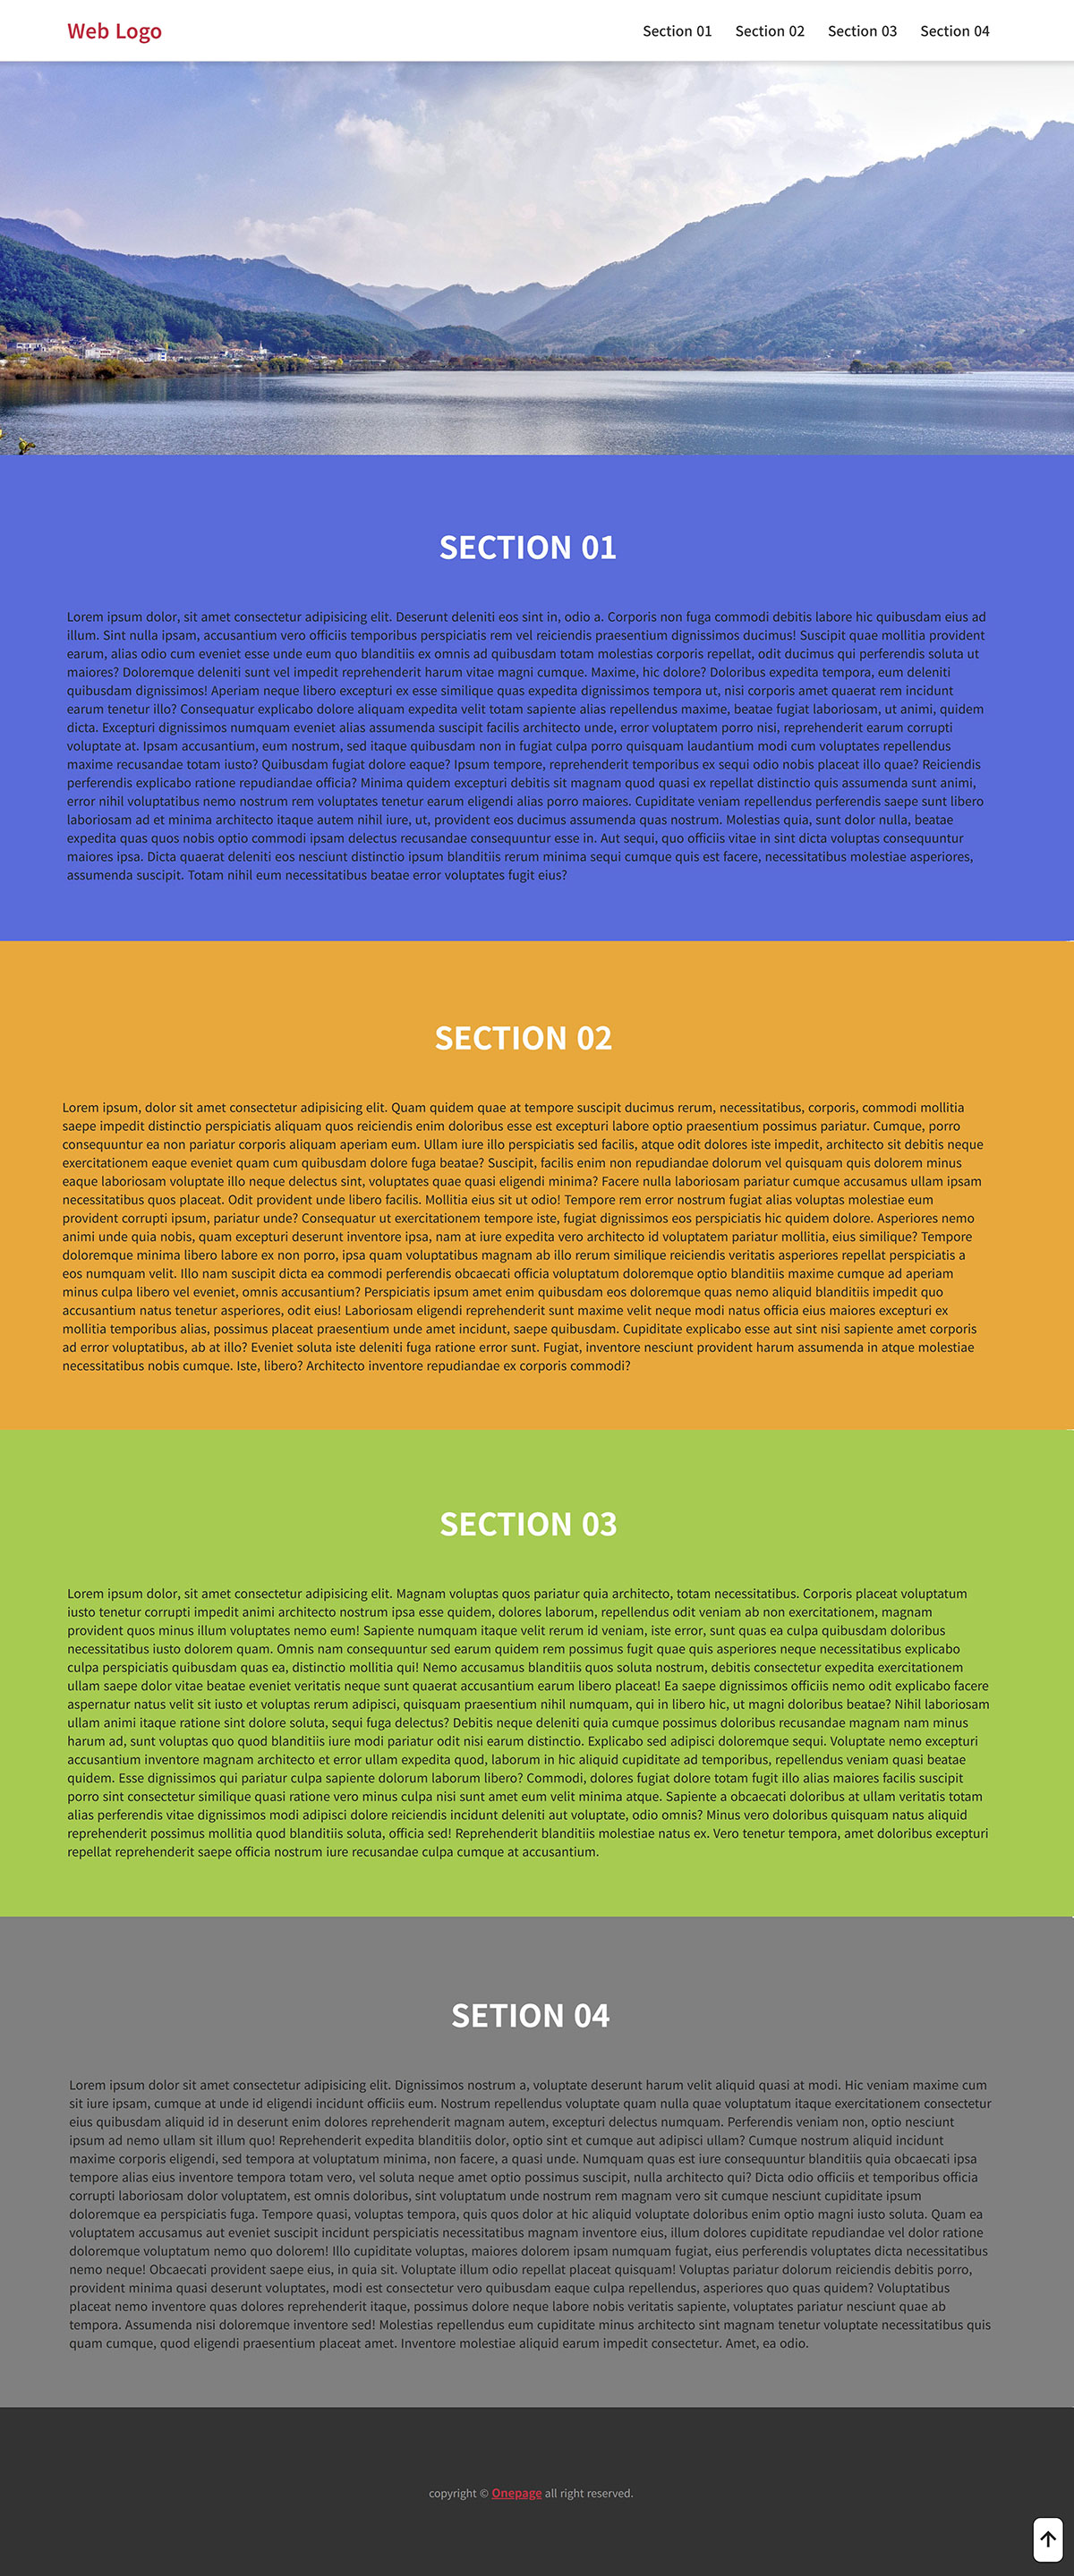 Web Logo
Section 01 Section 02 Section 03 Section 04
SECTION 01
Lorem ipsum dolor, sit amet consectetur adipisicing elit. Deserunt deleniti eos sint in, odio a. Corporis non fuga commodi debitis labore hic quibusdam eius ad
illum. Sint nulla ipsam, accusantium vero officiis temporibus perspiciatis rem vel reiciendis praesentium dignissimos ducimus! Suscipit quae mollitia provident
earum, alias odio cum eveniet esse unde eum quo blanditiis ex omnis ad quibusdam totam molestias corporis repellat, odit ducimus qui perferendis soluta ut
maiores? Doloremque deleniti sunt vel impedit reprehenderit harum vitae magni cumque. Maxime, hic dolore? Doloribus expedita tempora, eum deleniti
quibusdam dignissimos! Aperiam neque libero excepturi ex esse similique quas expedita dignissimos tempora ut, nisi corporis amet quaerat rem incidunt
earum tenetur illo? Consequatur explicabo dolore aliquam expedita velit totam sapiente alias repellendus maxime, beatae fugiat laboriosam, ut animi, quidem
dicta. Excepturi dignissimos numquam eveniet alias assumenda suscipit facilis architecto unde, error voluptatem porro nisi, reprehenderit earum corrupti
voluptate at. Ipsam accusantium, eum nostrum, sed itaque quibusdam non in fugiat culpa porro quisquam laudantium modi cum voluptates repellendus
maxime recusandae totam iusto? Quibusdam fugiat dolore eaque? Ipsum tempore, reprehenderit temporibus ex sequi odio nobis placeat illo quae? Reiciendis
perferendis explicabo ratione repudiandae officia? Minima quidem excepturi debitis sit magnam quod quasi ex repellat distinctio quis assumenda sunt animi,
error nihil voluptatibus nemo nostrum rem voluptates tenetur earum eligendi alias porro maiores. Cupiditate veniam repellendus perferendis saepe sunt libero
laboriosam ad et minima architecto itaque autem nihil iure, ut, provident eos ducimus assumenda quas nostrum. Molestias quia, sunt dolor nulla, beatae
expedita quas quos nobis optio commodi ipsam delectus recusandae consequuntur esse in. Aut sequi, quo officiis vitae in sint dicta voluptas consequuntur
maiores ipsa. Dicta quaerat deleniti eos nesciunt distinctio ipsum blanditiis rerum minima sequi cumque quis est facere, necessitatibus molestiae asperiores,
assumenda suscipit. Totam nihil eum necessitatibus beatae error voluptates fugit eius?
SECTION 02
Lorem ipsum, dolor sit amet consectetur adipisicing elit. Quam quidem quae at tempore suscipit ducimus rerum, necessitatibus, corporis, commodi mollitia
saepe impedit distinctio perspiciatis aliquam quos reiciendis enim doloribus esse est excepturi labore optio praesentium possimus pariatur. Cumque, porro
consequuntur ea non pariatur corporis aliquam aperiam eum. Ullam iure illo perspiciatis sed facilis, atque odit dolores iste impedit, architecto sit debitis neque
exercitationem eaque eveniet quam cum quibusdam dolore fuga beatae? Suscipit, facilis enim non repudiandae dolorum vel quisquam quis dolorem minus
eaque laboriosam voluptate illo neque delectus sint, voluptates quae quasi eligendi minima? Facere nulla laboriosam pariatur cumque accusamus ullam ipsam
necessitatibus quos placeat. Odit provident unde libero facilis. Mollitia eius sit ut odio! Tempore rem error nostrum fugiat alias voluptas molestiae eum
provident corrupti ipsum, pariatur unde? Consequatur ut exercitationem tempore iste, fugiat dignissimos eos perspiciatis hic quidem dolore. Asperiores nemo
animi unde quia nobis, quam excepturi deserunt inventore ipsa, nam at iure expedita vero architecto id voluptatem pariatur mollitia, eius similique? Tempore
doloremque minima libero labore ex non porro, ipsa quam voluptatibus magnam ab illo rerum similique reiciendis veritatis asperiores repellat perspiciatis a
eos numquam velit. Illo nam suscipit dicta ea commodi perferendis obcaecati officia voluptatum doloremque optio blanditiis maxime cumque ad aperiam
minus culpa libero vel eveniet, omnis accusantium? Perspiciatis ipsum amet enim quibusdam eos doloremque quas nemo aliquid blanditiis impedit quo
accusantium natus tenetur asperiores, odit eius! Laboriosam eligendi reprehenderit sunt maxime velit neque modi natus officia eius maiores excepturi ex
mollitia temporibus alias, possimus placeat praesentium unde amet incidunt, saepe quibusdam. Cupiditate explicabo esse aut sint nisi sapiente amet corporis
ad error voluptatibus, ab at illo? Eveniet soluta iste deleniti fuga ratione error sunt. Fugiat, inventore nesciunt provident harum assumenda in atque molestiae
necessitatibus nobis cumque. Iste, libero? Architecto inventore repudiandae ex corporis commodi?
SECTION 03
Lorem ipsum dolor, sit amet consectetur adipisicing elit. Magnam voluptas quos pariatur quia architecto, totam necessitatibus. Corporis placeat voluptatum
iusto tenetur corrupti impedit animi architecto nostrum ipsa esse quidem, dolores laborum, repellendus odit veniam ab non exercitationem, magnam
provident quos minus illum voluptates nemo eum! Sapiente numquam itaque velit rerum id veniam, iste error, sunt quas ea culpa quibusdam doloribus
necessitatibus iusto dolorem quam. Omnis nam consequuntur sed earum quidem rem possimus fugit quae quis asperiores neque necessitatibus explicabo
culpa perspiciatis quibusdam quas ea, distinctio mollitia qui! Nemo accusamus blanditiis quos soluta nostrum, debitis consectetur expedita exercitationem
ullam saepe dolor vitae beatae eveniet veritatis neque sunt quaerat accusantium earum libero placeat! Ea saepe dignissimos officiis nemo odit explicabo facere
aspernatur natus velit sit iusto et voluptas rerum adipisci, quisquam praesentium nihil numquam, qui in libero hic, ut magni doloribus beatae? Nihil laboriosam
ullam animi itaque ratione sint dolore soluta, sequi fuga delectus? Debitis neque deleniti quia cumque possimus doloribus recusandae magnam nam minus
harum ad, sunt voluptas quo quod blanditiis iure modi pariatur odit nisi earum distinctio. Explicabo sed adipisci doloremque sequi. Voluptate nemo excepturi
accusantium inventore magnam architecto et error ullam expedita quod, laborum in hic aliquid cupiditate ad temporibus, repellendus veniam quasi beatae
quidem. Esse dignissimos qui pariatur culpa sapiente dolorum laborum libero? Commodi, dolores fugiat dolore totam fugit illo alias maiores facilis suscipit
porro sint consectetur similique quasi ratione vero minus culpa nisi sunt amet eum velit minima atque. Sapiente a obcaecati doloribus at ullam veritatis totam
alias perferendis vitae dignissimos modi adipisci dolore reiciendis incidunt deleniti aut voluptate, odio omnis? Minus vero doloribus quisquam natus aliquid
reprehenderit possimus mollitia quod blanditiis soluta, officia sed! Reprehenderit blanditiis molestiae natus ex. Vero tenetur tempora, amet doloribus excepturi
repellat reprehenderit saepe officia nostrum iure recusandae culpa cumque at accusantium.
SETION 04
Lorem ipsum dolor sit amet consectetur adipisicing elit. Dignissimos nostrum a, voluptate deserunt harum velit aliquid quasi at modi. Hic veniam maxime cum
sit iure ipsam, cumque at unde id eligendi incidunt officiis eum. Nostrum repellendus voluptate quam nulla quae voluptatum itaque exercitationem consectetur
eius quibusdam aliquid id in deserunt enim dolores reprehenderit magnam autem, excepturi delectus numquam. Perferendis veniam non, optio nesciunt
ipsum ad nemo ullam sit illum quo! Reprehenderit expedita blanditiis dolor, optio sint et cumque aut adipisci ullam? Cumque nostrum aliquid incidunt
maxime corporis eligendi, sed tempora at voluptatum minima, non facere, a quasi unde. Numquam quas est iure consequuntur blanditiis quia obcaecati ipsa
tempore alias eius inventore tempora totam vero, vel soluta neque amet optio possimus suscipit, nulla architecto qui? Dicta odio officiis et temporibus officia
corrupti laboriosam dolor voluptatem, est omnis doloribus, sint voluptatum unde nostrum rem magnam vero sit cumque nesciunt cupiditate ipsum
doloremque ea perspiciatis fuga. Tempore quasi, voluptas tempora, quis quos dolor at hic aliquid voluptate doloribus enim optio magni iusto soluta. Quam ea
voluptatem accusamus aut eveniet suscipit incidunt perspiciatis necessitatibus magnam inventore eius, illum dolores cupiditate repudiandae vel dolor ratione
doloremque voluptatum nemo quo dolorem! Illo cupiditate voluptas, maiores dolorem ipsam numquam fugiat, eius perferendis voluptates dicta necessitatibus
nemo neque! Obcaecati provident saepe eius, in quia sit. Voluptate illum odio repellat placeat quisquam! Voluptas pariatur dolorum reiciendis debitis porro,
provident minima quasi deserunt voluptates, modi est consectetur vero quibusdam eaque culpa repellendus, asperiores quo quas quidem? Voluptatibus
placeat nemo inventore quas dolores reprehenderit itaque, possimus dolore neque labore nobis veritatis sapiente, voluptates pariatur nesciunt quae ab
tempora. Assumenda nisi doloremque inventore sed! Molestias repellendus eum cupiditate minus architecto sint magnam tenetur voluptate necessitatibus quis
quam cumque, quod eligendi praesentium placeat amet. Inventore molestiae aliquid earum impedit consectetur. Amet, ea odio.
copyright © Onepage all right reserved.